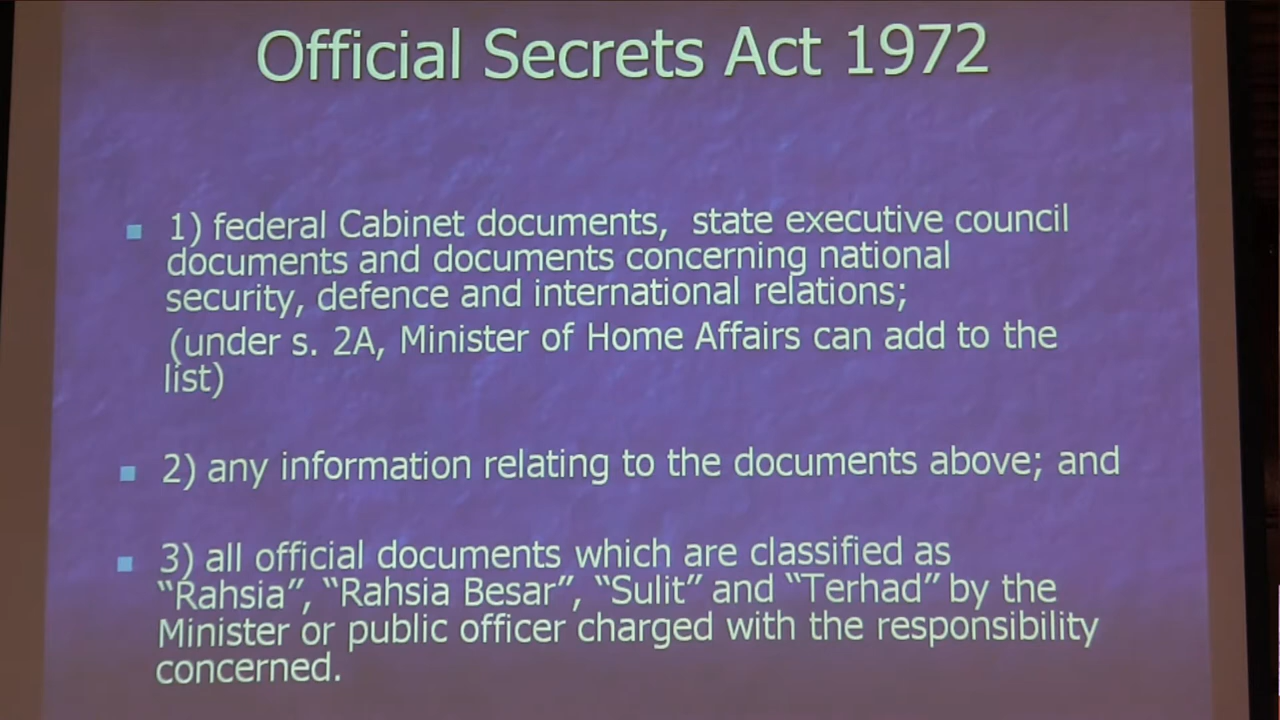 Official Secrets Act 1972
1) federal Cabinet documents, state executive council
documents and documents concerning national
security, defence and international relations;
(under s. 2A, Minister of Home Affairs can add to the
list)
2) any information relating to the documents above; and
3) all official documents which are classified as
“Rahsia”, “Rahsia Besar”, “Sulit” and “Terhad” by the
Minister or public officer charged with the responsibility
concerned.